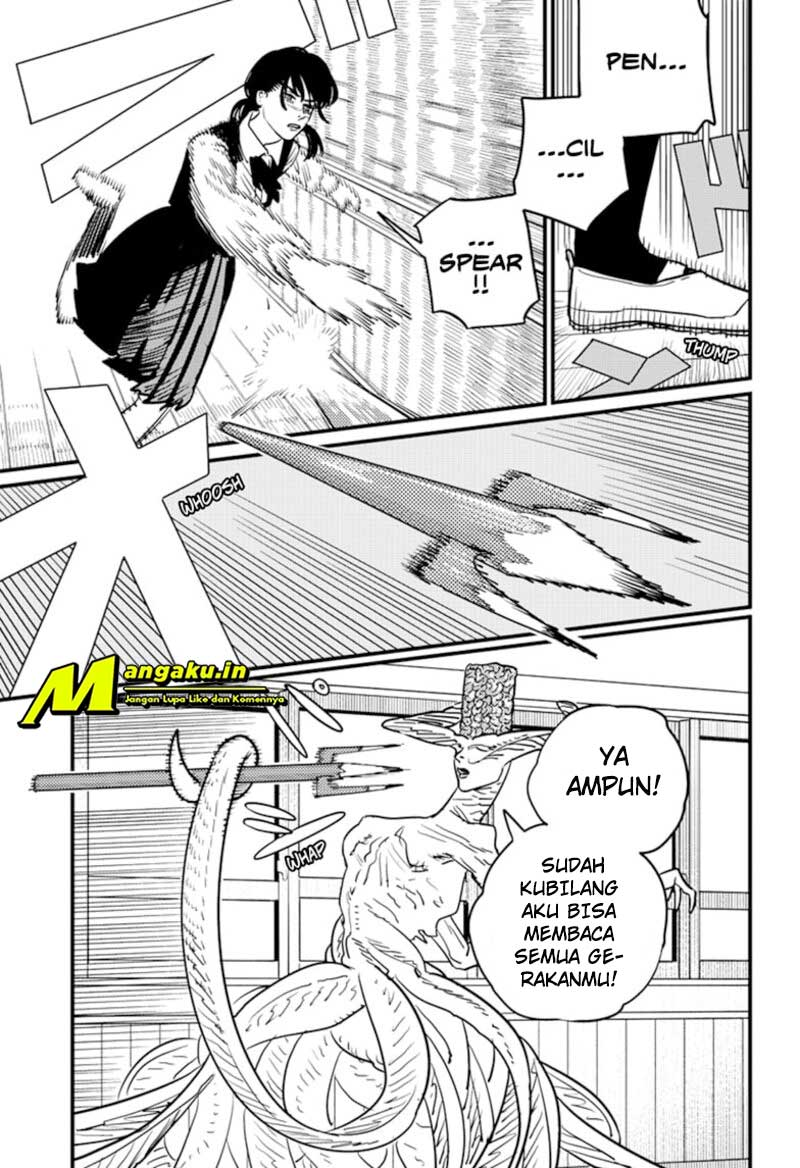 PEN...
...CIL
...
...
SPEAR
!!
THUMP
WHOOSH
Mangaku.in
Jangan Lupa Like dan Komennya
WHAP
YA
AMPUN!
SUDAH
KUBILANG
AKU BISA
MEMBACA
SEMUA GE-
RAKANMU!